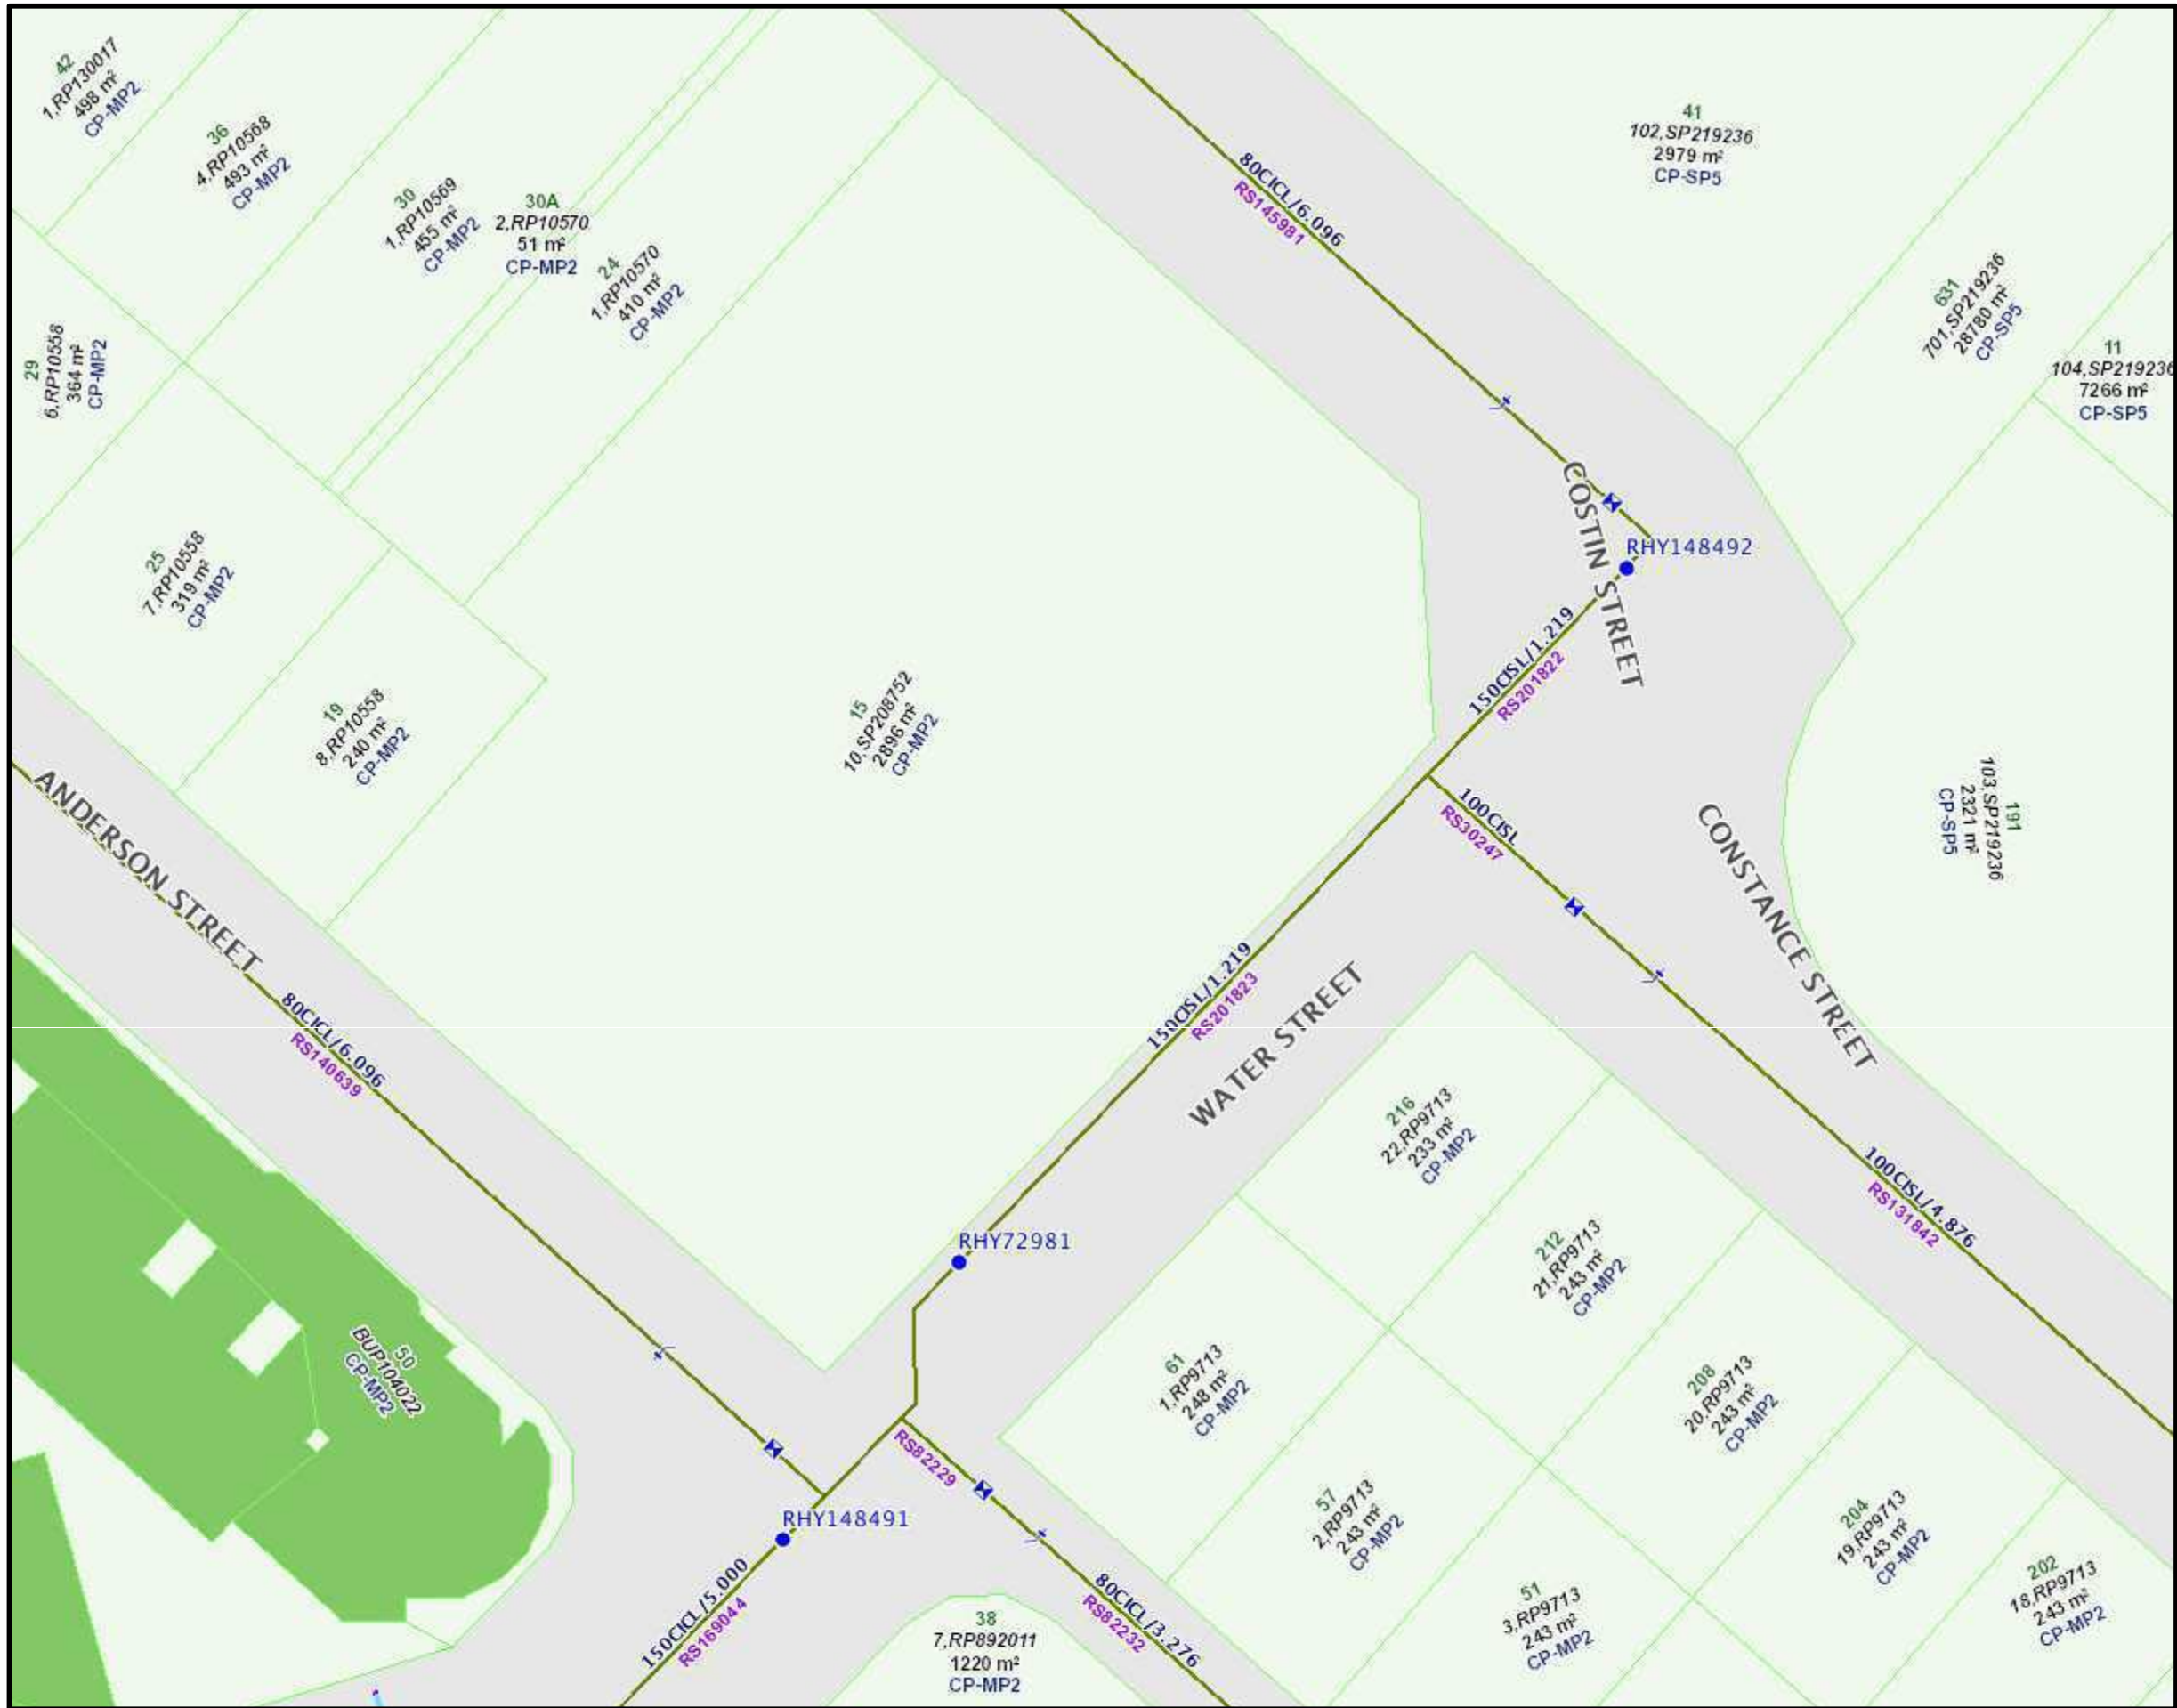 42
1,RP130017
498 m²
CP-MP2
36
4,RP10568
493 m²
CP-MP2
30
1,RP10569
455 m²
CP-MP2
30A
2,RP10570
51 m²
CP-MP2
24
1,RP10570
410 m²
CP-MP2
80CICL/6.096
RS145981
41
102,SP219236
2979 m²
CP-SP5
631
701,SP219236
28780 m²
CP-SP5
11
104,SP219236
7266 m²
CP-SP5
29
6,RP10558
364 m²
CP-MP2
25
7,RP10558
319 m²
CP-MP2
19
8,RP10558
240 m²
CP-MP2
15
10,SP208752
2896 m²
CP-MP2
COSTIN STREET
RHY148492
150CISL/1.219
RS201822
100CISL
RS30247
CONSTANCE STREET
191
103,SP219236
2321 m²
CP-SP5
ANDERSON STREET
80CICL/6.096
RS140639
150CISL/1.219
RS201823
WATER STREET
216
22,RP9713
233 m²
CP-MP2
212
21,RP9713
243 m²
CP-MP2
100CISL/4.876
RS131842
RHY72981
50
BUP104022
CP-MP2
61
1,RP9713
248 m²
CP-MP2
208
20,RP9713
243 m²
CP-MP2
RS82229
RHY148491
57
2,RP9713
243 m²
CP-MP2
204
19,RP9713
243 m²
CP-MP2
150CICL/5.000
RS169044
38
7,RP892011
1220 m²
CP-MP2
80CICL/3.276
RS82232
51
3,RP9713
243 m²
CP-MP2
202
18,RP9713
243 m²
CP-MP2